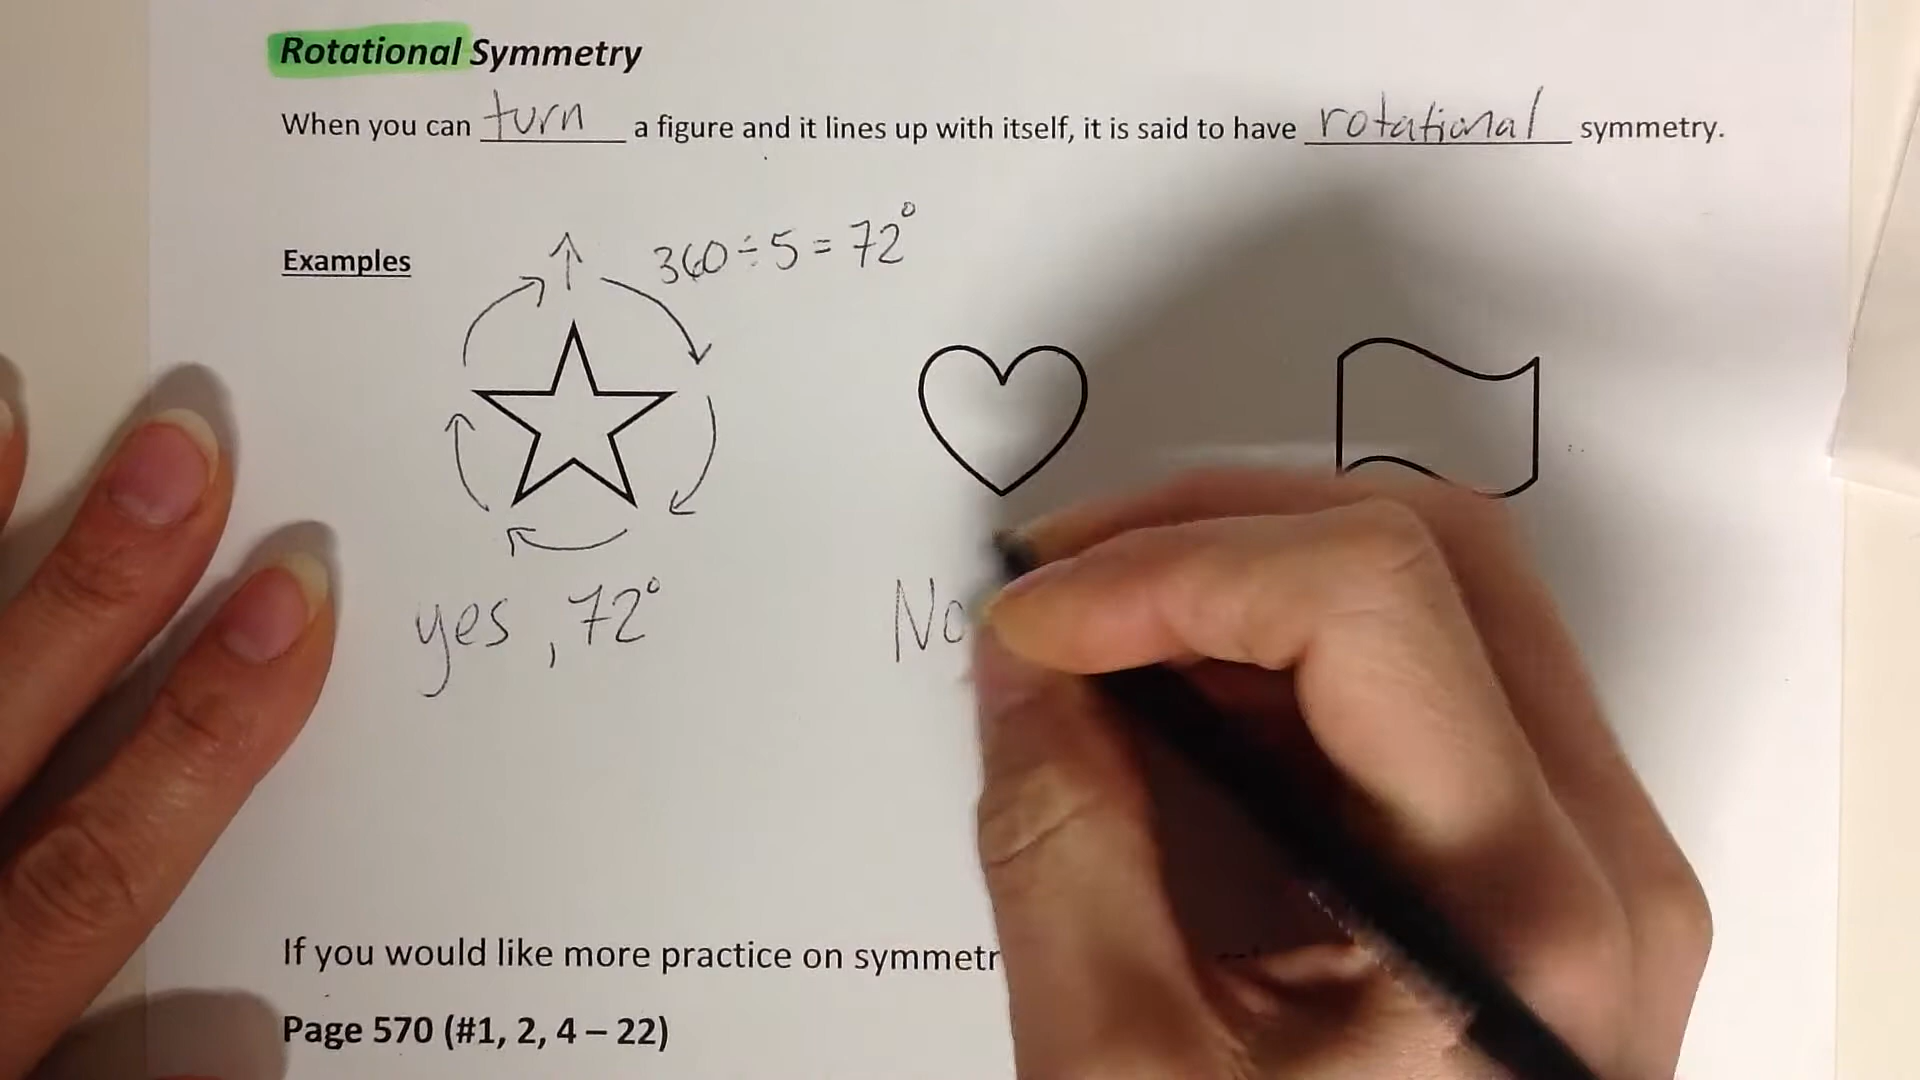 Rotational Symmetry
When you can turn a figure and it lines up with itself, it is said to have rotational symmetry.
Examples
360 ÷ 5 = 72°
yes, 72°
No
If you would like more practice on symmetr
Page 570 (#1, 2, 4 – 22)